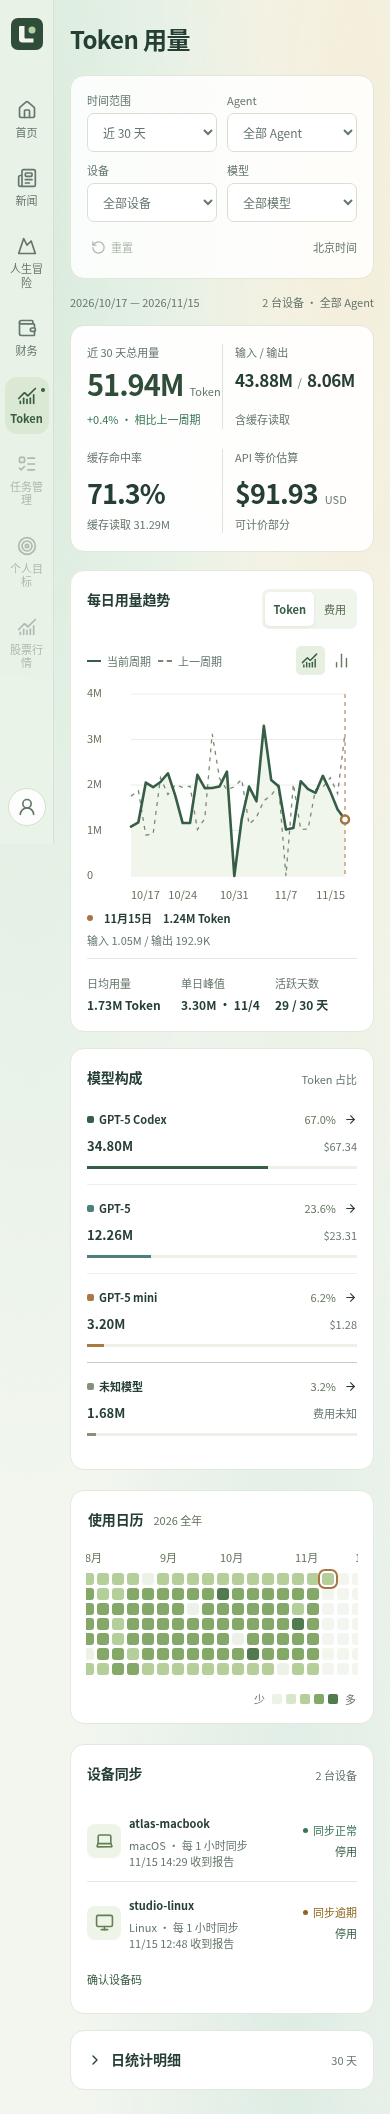 Token 用量
首页
新闻
人生冒险
财务
Token
任务管理
个人目标
股票行情
时间范围
Agent
近 30 天
全部 Agent
设备
模型
全部设备
全部模型
重置
北京时间
2026/10/17 — 2026/11/15
2 台设备 · 全部 Agent
近 30 天总用量
51.94M Token
+0.4% · 相比上一周期
输入 / 输出
43.88M / 8.06M
含缓存读取
缓存命中率
71.3%
缓存读取 31.29M
API 等价估算
$91.93 USD
可计价部分
每日用量趋势
Token
费用
当前周期
上一周期
4M
3M
2M
1M
0
10/17
10/24
10/31
11/7
11/15
11月15日 1.24M Token
输入 1.05M / 输出 192.9K
日均用量
1.73M Token
单日峰值
3.30M · 11/4
活跃天数
29 / 30 天
模型构成
Token 占比
GPT-5 Codex
67.0%
34.80M
$67.34
GPT-5
23.6%
12.26M
$23.31
GPT-5 mini
6.2%
3.20M
$1.28
未知模型
3.2%
1.68M
费用未知
使用日历
2026 全年
8月
9月
10月
11月
少
多
设备同步
2 台设备
atlas-macbook
macOS · 每 1 小时同步
11/15 14:29 收到报告
同步正常
停用
studio-linux
Linux · 每 1 小时同步
11/15 12:48 收到报告
同步逾期
停用
确认设备码
日统计明细
30 天